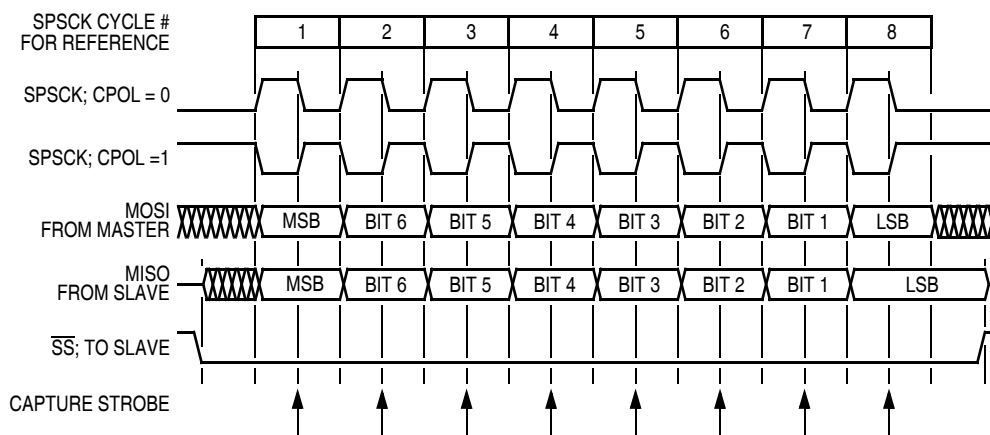 SPSCK CYCLE #
FOR REFERENCE
1 2 3 4 5 6 7 8
SPSCK; CPOL = 0
SPSCK; CPOL =1
MOSI
FROM MASTER
MSB BIT 6 BIT 5 BIT 4 BIT 3 BIT 2 BIT 1 LSB
MISO
FROM SLAVE
MSB BIT 6 BIT 5 BIT 4 BIT 3 BIT 2 BIT 1 LSB
SS; TO SLAVE
CAPTURE STROBE